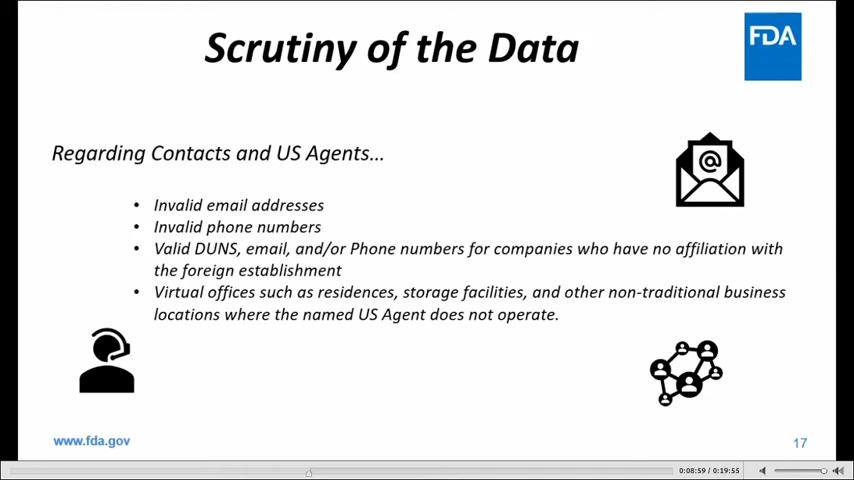 Scrutiny of the Data
FDA
Regarding Contacts and US Agents...
@
• Invalid email addresses
• Invalid phone numbers
• Valid DUNS, email, and/or Phone numbers for companies who have no affiliation with
the foreign establishment
• Virtual offices such as residences, storage facilities, and other non-traditional business
locations where the named US Agent does not operate.
www.fda.gov
17
0:08:59 / 0:19:55